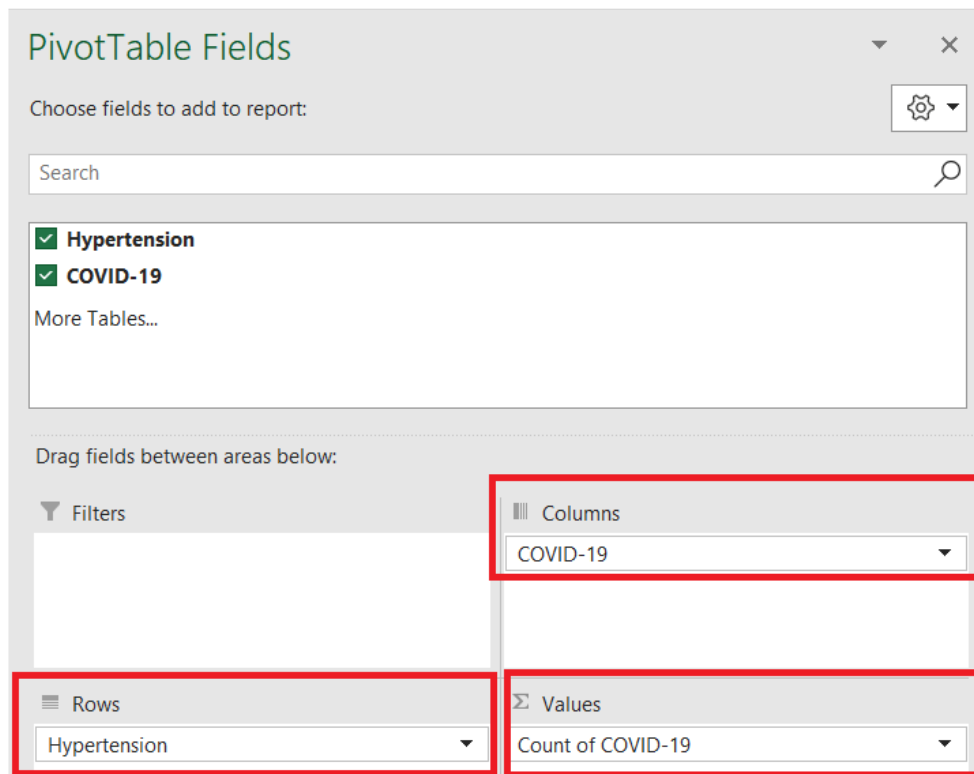 PivotTable Fields
Choose fields to add to report:
Search
Hypertension
COVID-19
More Tables...
Drag fields between areas below:
Filters
Columns
COVID-19
Rows
Values
Hypertension
Count of COVID-19